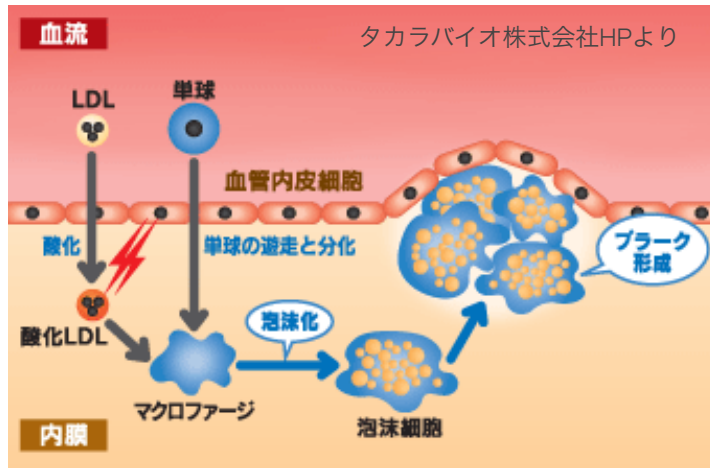 血流
タカラバイオ株式会社HPより
LDL
単球
血管内皮細胞
酸化
単球の遊走と分化
プラーク
形成
酸化LDL
泡沫化
マクロファージ
泡沫細胞
内膜